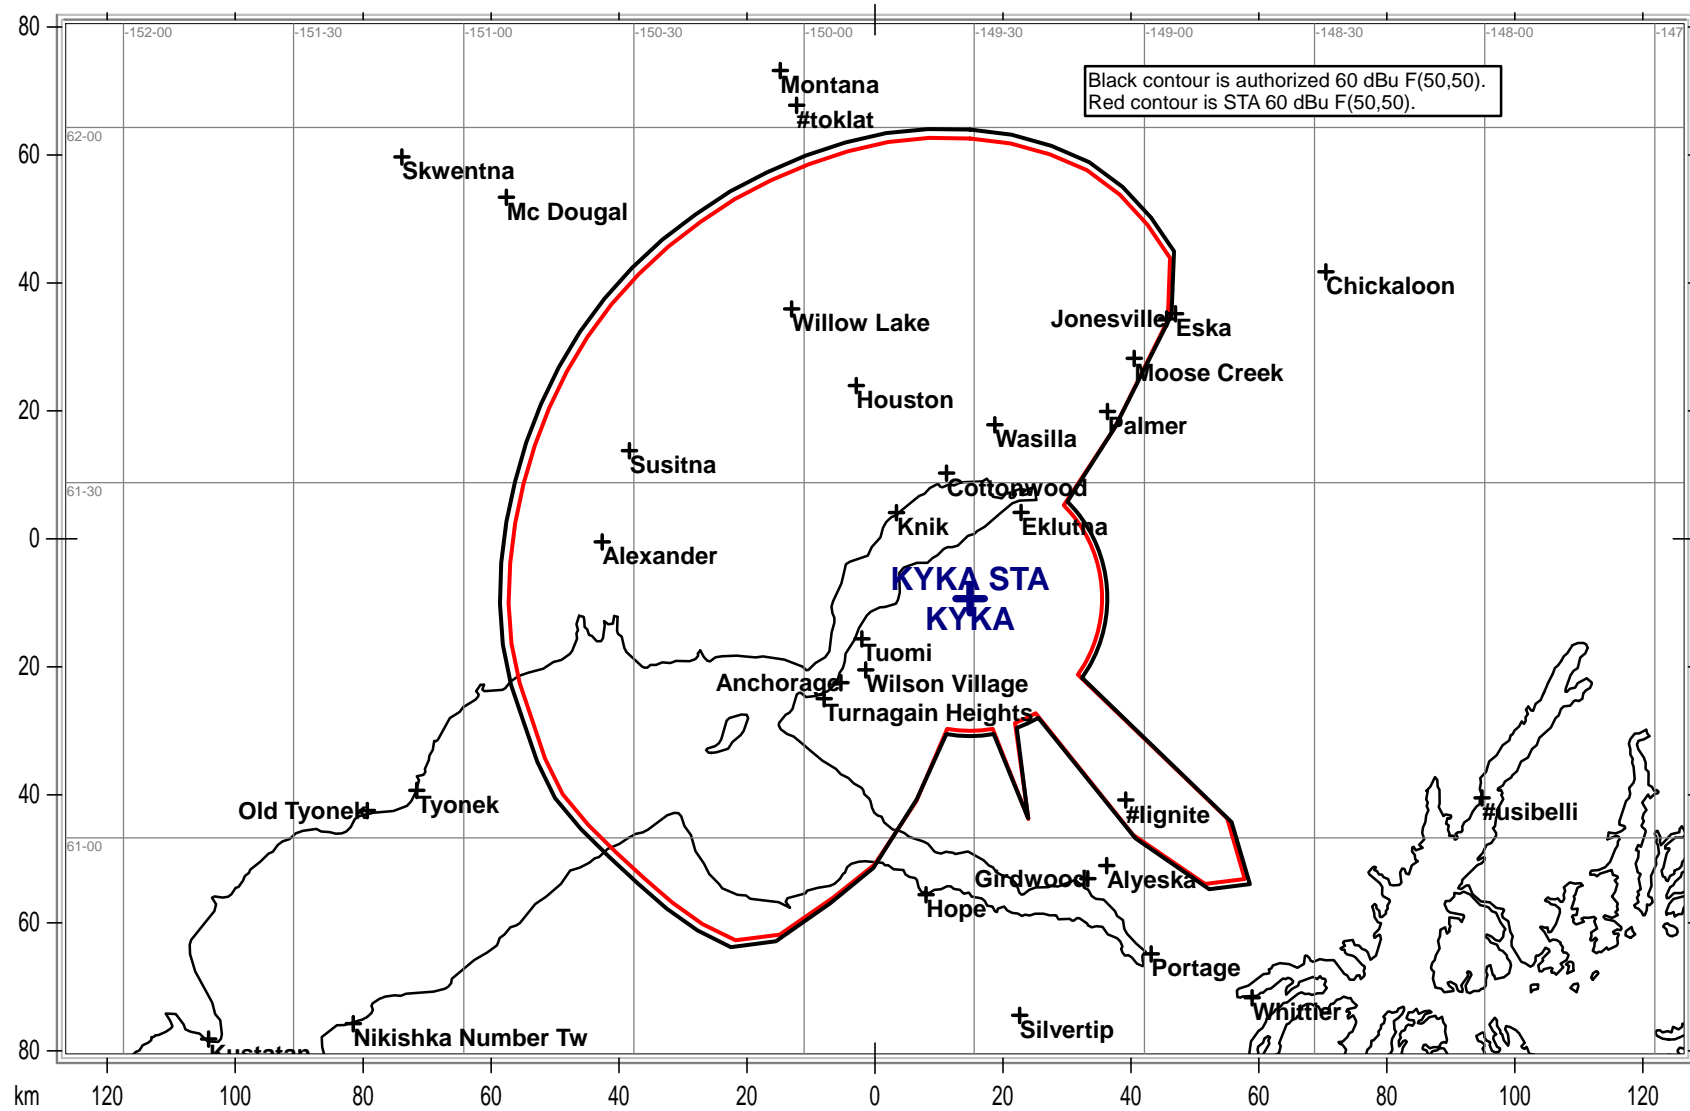 80
-152-00
-151-30
-151-00
-150-30
-150-00
-149-30
-149-00
-148-30
-148-00
-147
Black contour is authorized 60 dBu F(50,50).
Red contour is STA 60 dBu F(50,50).
Montana
#toklat
62-00
60
Skwentna
Mc Dougal
40
Chickaloon
Willow Lake
Jonesville
Eska
Moose Creek
Houston
20
Palmer
Wasilla
Susitna
61-30
Cottonwood
Knik
Eklutna
0
Alexander
KYKA STA
KYKA
Tuomi
20
Anchorage
Wilson Village
Turnagain Heights
40
Tyonek
Old Tyonek
#lignite
#usibelli
61-00
Girdwood
Alyeska
Hope
60
Portage
Whittier
Silvertip
Nikishka Number Tw
Kustatan
80
km
120
100
80
60
40
20
0
20
40
60
80
100
120